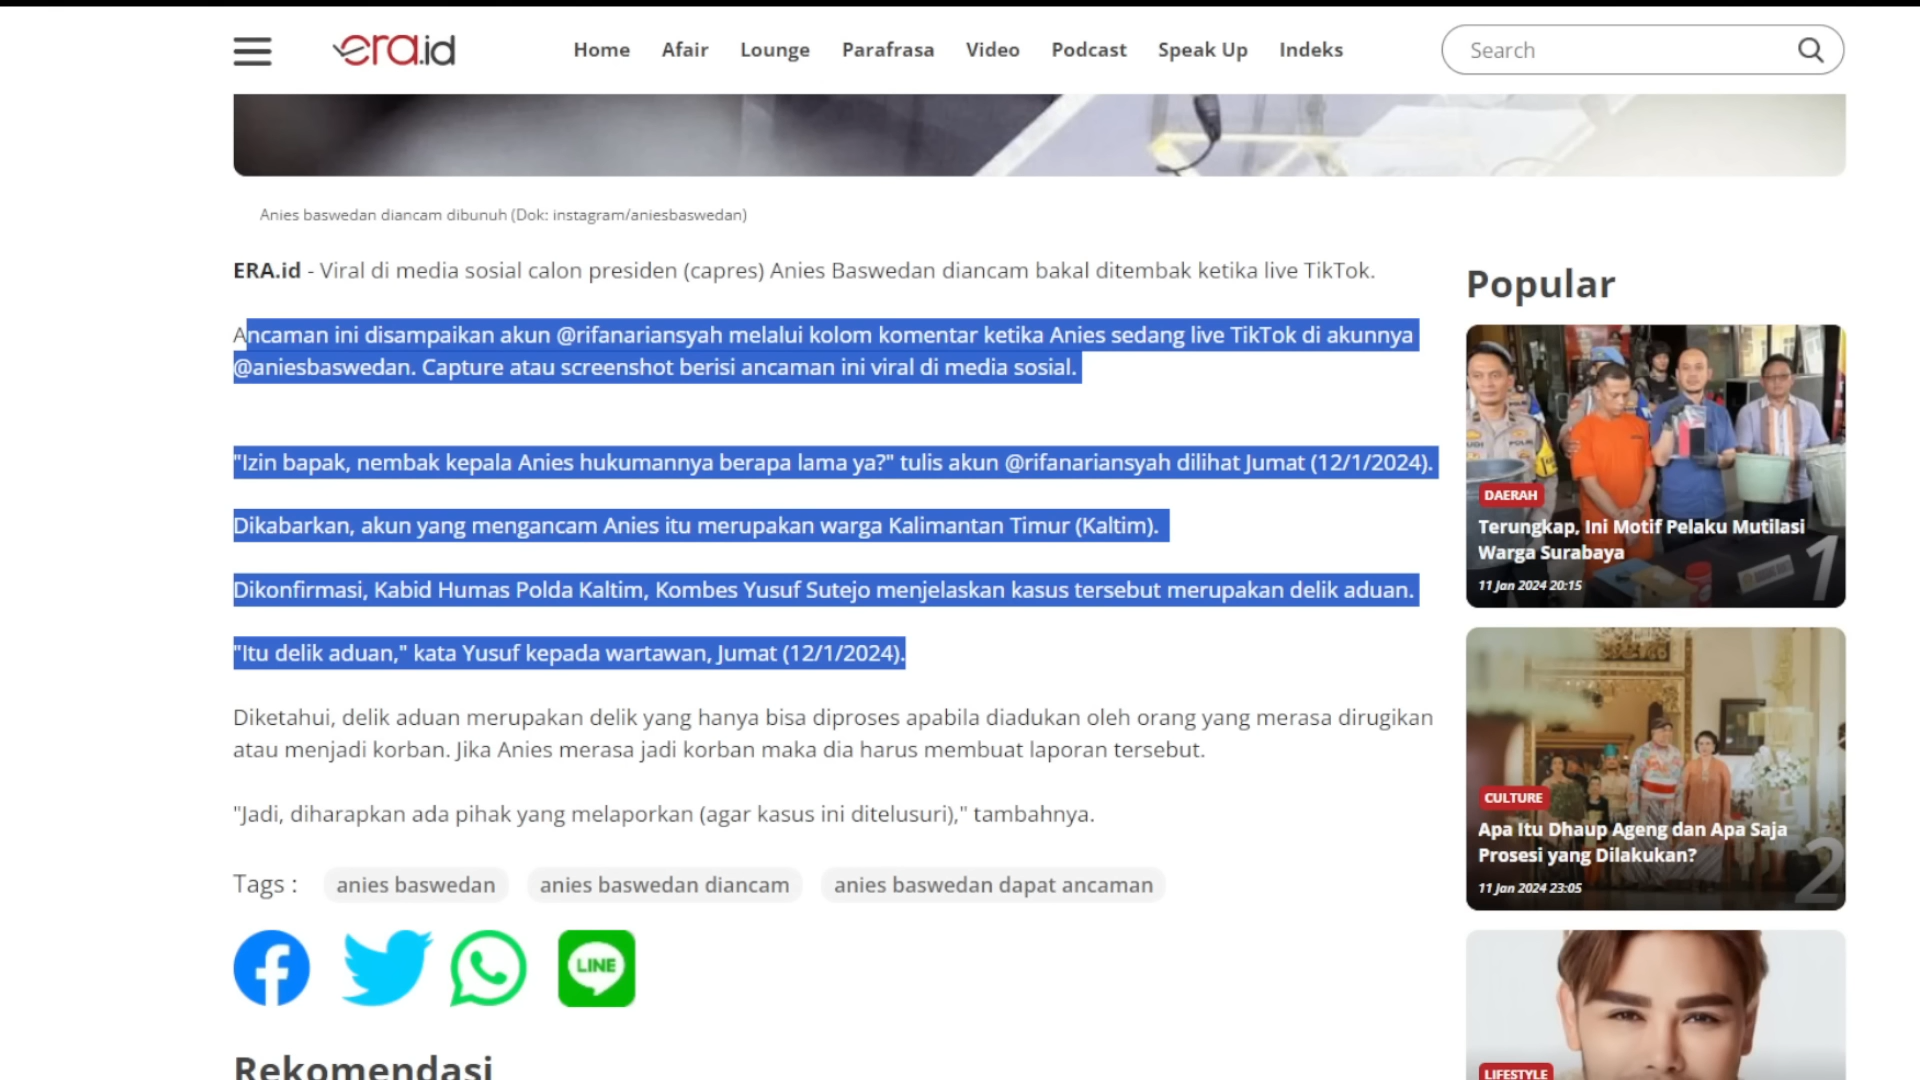 era.id
Home Afair Lounge Parafrasa Video Podcast Speak Up Indeks
Search
Anies baswedan diancam dibunuh (Dok: instagram/aniesbaswedan)
ERA.id - Viral di media sosial calon presiden (capres) Anies Baswedan diancam bakal ditembak ketika live TikTok.
Ancaman ini disampaikan akun @rifanariansyah melalui kolom komentar ketika Anies sedang live TikTok di akunnya
@aniesbaswedan. Capture atau screenshot berisi ancaman ini viral di media sosial.
"Izin bapak, nembak kepala Anies hukumannya berapa lama ya?" tulis akun @rifanariansyah dilihat Jumat (12/1/2024).
Dikabarkan, akun yang mengancam Anies itu merupakan warga Kalimantan Timur (Kaltim).
Dikonfirmasi, Kabid Humas Polda Kaltim, Kombes Yusuf Sutejo menjelaskan kasus tersebut merupakan delik aduan.
"Itu delik aduan," kata Yusuf kepada wartawan, Jumat (12/1/2024).
Diketahui, delik aduan merupakan delik yang hanya bisa diproses apabila diadukan oleh orang yang merasa dirugikan
atau menjadi korban. Jika Anies merasa jadi korban maka dia harus membuat laporan tersebut.
"Jadi, diharapkan ada pihak yang melaporkan (agar kasus ini ditelusuri)," tambahnya.
Tags : anies baswedan anies baswedan diancam anies baswedan dapat ancaman
LINE
Rekomendasi
Popular
DAERAH
Terungkap, Ini Motif Pelaku Mutilasi
Warga Surabaya
11 Jan 2024 20:15
1
CULTURE
Apa Itu Dhaup Ageng dan Apa Saja
Prosesi yang Dilakukan?
11 Jan 2024 23:05
2
LIFESTYLE